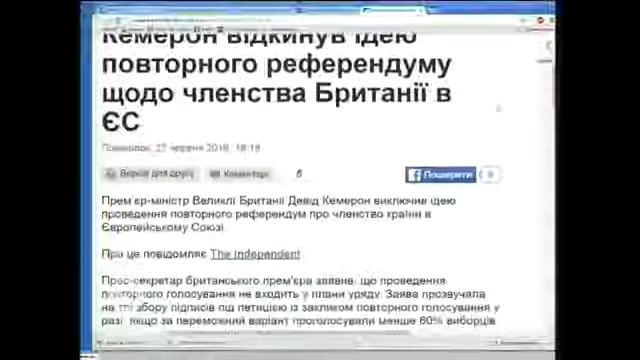 Кемерон відкинув ідею
повторного референдуму
щодо членства Британії в
ЄС
Понеділок, 27 червня 2016, 18:18
Версія для друку Коментарі 6 Поширити 0
Прем'єр-міністр Великої Британії Девід Кемерон виключив ідею
проведення повторного референдум про членство країни в
Європейському Союзі
Про це повідомляє The Independent
Прес-секретар британського прем'єра заявив, що проведення
повторного голосування не входить у плани уряду. Заява прозвучала
на тлі збору підписів під петицією із закликом повторного голосування у
разі, якщо за переможний варіант проголосували менше 60% виборців